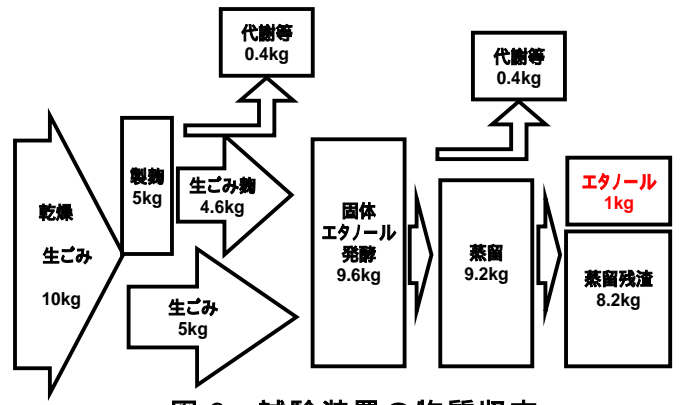 代謝等
0.4kg
代謝等
0.4kg
乾燥
生ごみ
10kg
製麹
5kg
生ごみ麹
4.6kg
生ごみ
5kg
固体
エタノール
発酵
9.6kg
蒸留
9.2kg
エタノール
1kg
蒸留残渣
8.2kg